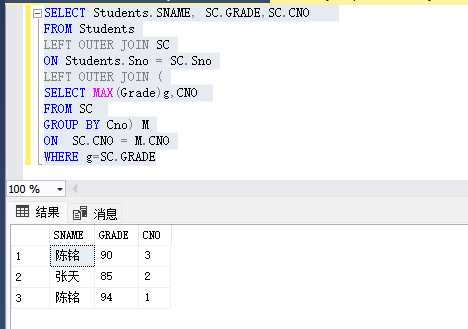 SELECT Students.SNAME, SC.GRADE,SC.CNO
FROM Students
LEFT OUTER JOIN SC
ON Students.Sno = SC.Sno
LEFT OUTER JOIN (
SELECT MAX(Grade)g,CNO
FROM SC
GROUP BY Cno) M
ON  SC.CNO = M.CNO
WHERE g=SC.GRADE
100 %
结果 消息
SNAME GRADE CNO
1 陈铭 90 3
2 张天 85 2
3 陈铭 94 1